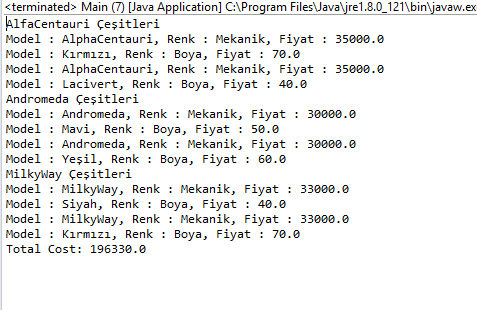 <terminated> Main (7) [Java Application] C:\Program Files\Java\jre1.8.0_121\bin\javaw.ex
AlfaCentauri Çeşitleri
Model : AlphaCentauri, Renk : Mekanik, Fiyat : 35000.0
Model : Kırmızı, Renk : Boya, Fiyat : 70.0
Model : AlphaCentauri, Renk : Mekanik, Fiyat : 35000.0
Model : Lacivert, Renk : Boya, Fiyat : 40.0
Andromeda Çeşitleri
Model : Andromeda, Renk : Mekanik, Fiyat : 30000.0
Model : Mavi, Renk : Boya, Fiyat : 50.0
Model : Andromeda, Renk : Mekanik, Fiyat : 30000.0
Model : Yeşil, Renk : Boya, Fiyat : 60.0
MilkyWay Çeşitleri
Model : MilkyWay, Renk : Mekanik, Fiyat : 33000.0
Model : Siyah, Renk : Boya, Fiyat : 40.0
Model : MilkyWay, Renk : Mekanik, Fiyat : 33000.0
Model : Kırmızı, Renk : Boya, Fiyat : 70.0
Total Cost: 196330.0